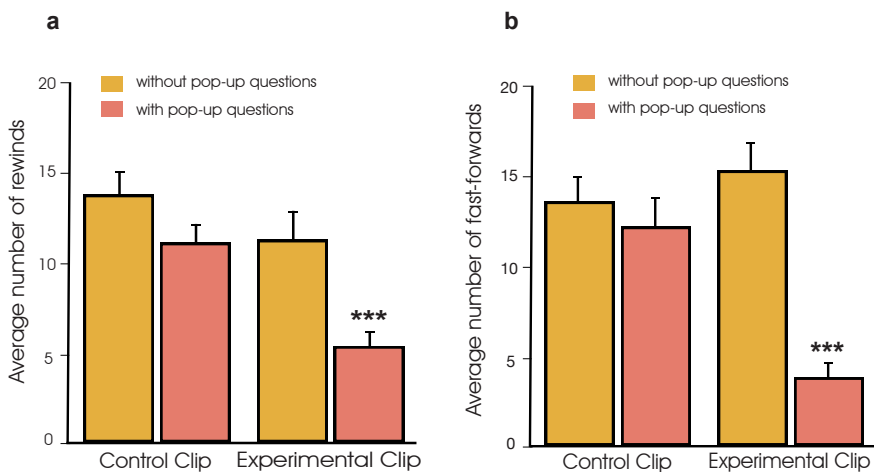 a
20
15
10
5
0
Average number of rewinds
without pop-up questions
with pop-up questions
***
Control Clip
Experimental Clip
b
20
15
10
5
0
Average number of fast-forwards
without pop-up questions
with pop-up questions
***
Control Clip
Experimental Clip